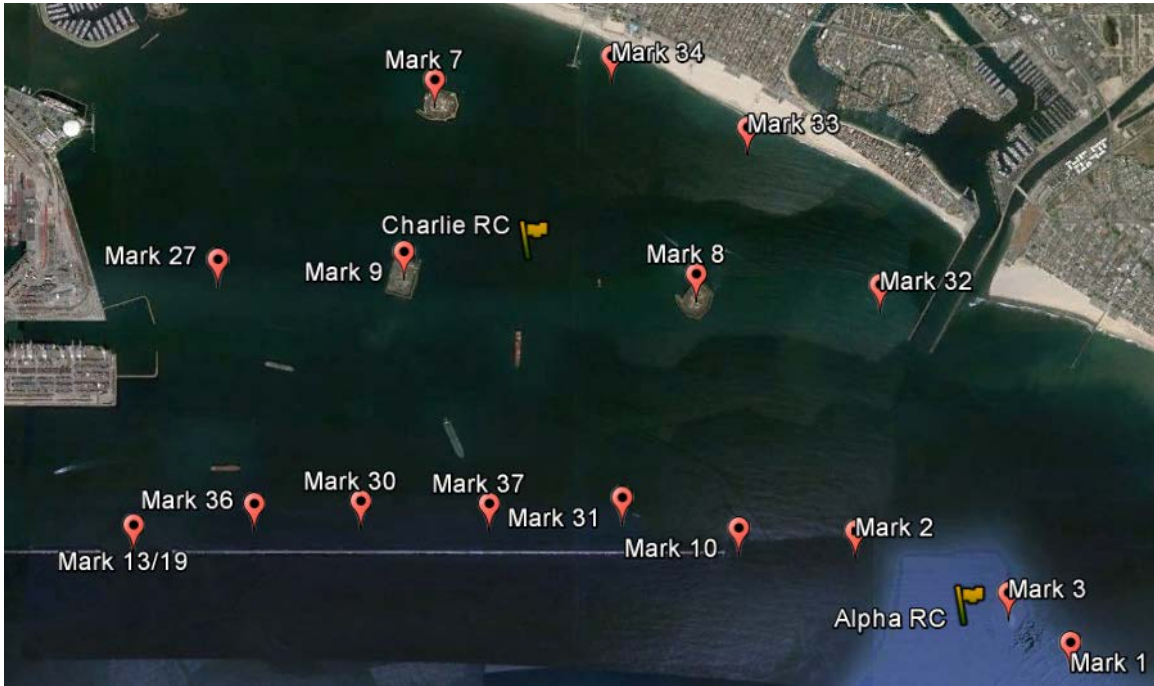 Mark 7
Mark 34
Mark 33
Charlie RC
Mark 27
Mark 9
Mark 8
Mark 32
Mark 36
Mark 30
Mark 37
Mark 31
Mark 13/19
Mark 10
Mark 2
Mark 3
Alpha RC
Mark 1